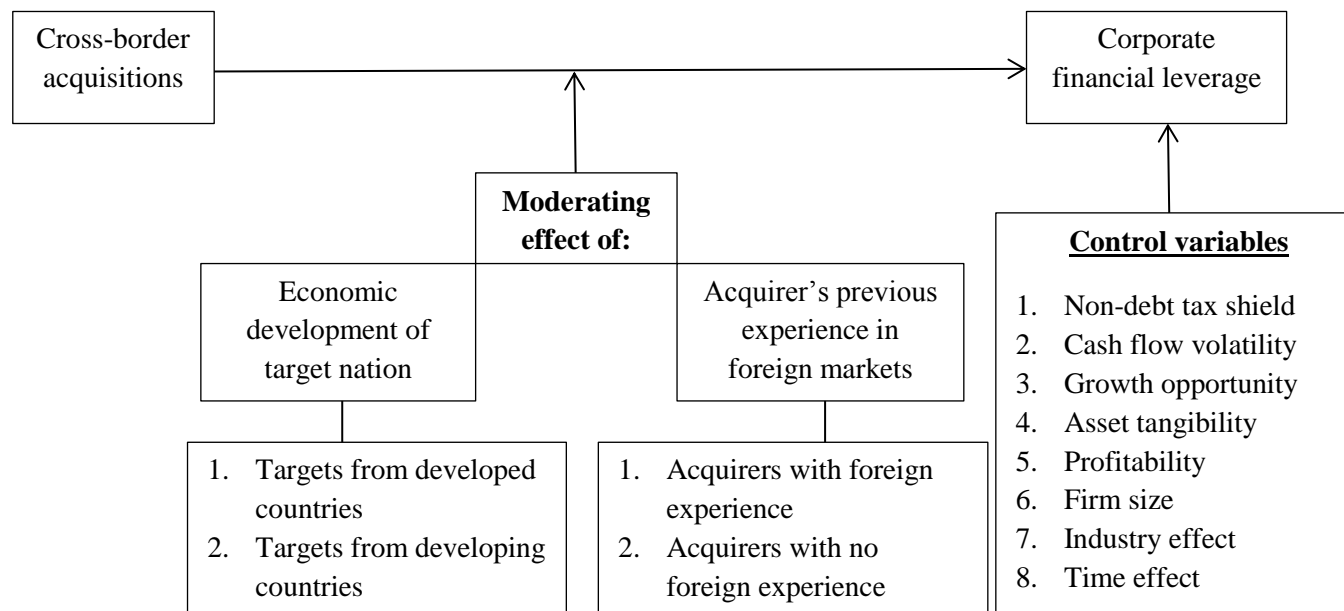 Cross-border
acquisitions
Corporate
financial leverage
Moderating
effect of:
Economic
development of
target nation
Acquirer’s previous
experience in
foreign markets
1. Targets from developed
countries
2. Targets from developing
countries
1. Acquirers with foreign
experience
2. Acquirers with no
foreign experience
Control variables
1. Non-debt tax shield
2. Cash flow volatility
3. Growth opportunity
4. Asset tangibility
5. Profitability
6. Firm size
7. Industry effect
8. Time effect